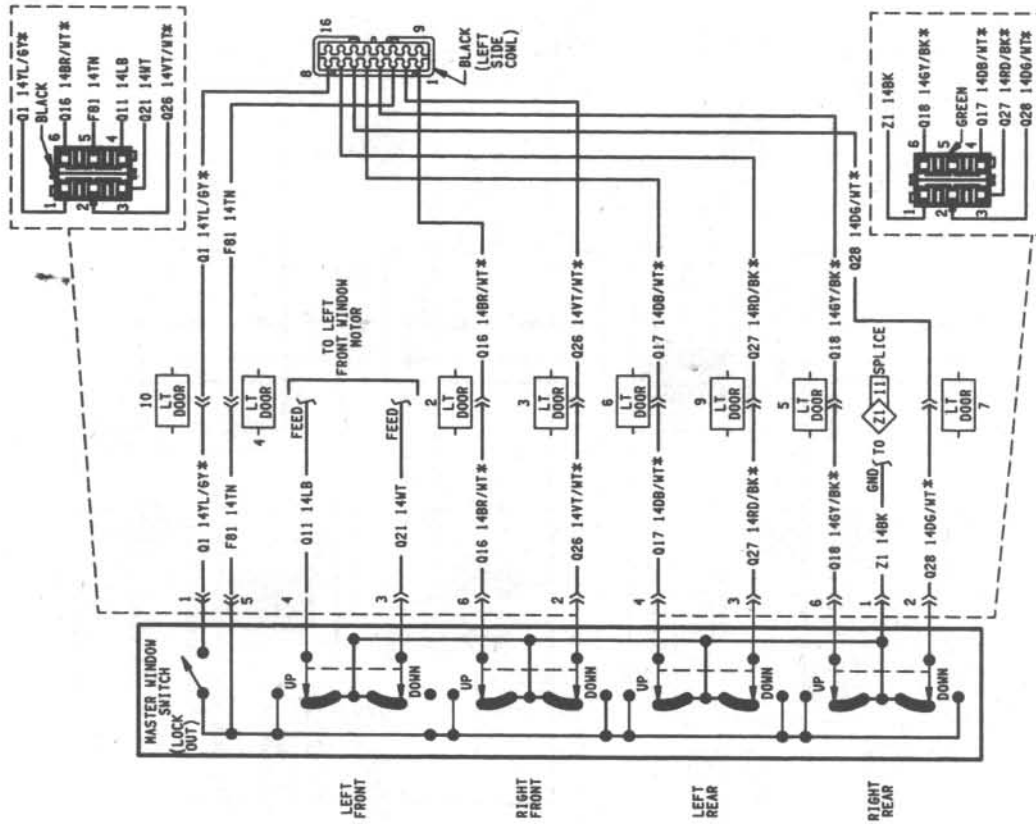 Q1 14YL/GY*
BLACK
Q16 14BR/WT*
F81 14TN
Q11 14LB
Q21 14WT
Q26 14VT/WT*
1
2
3
6
5
4
16
9
8
1
BLACK
(LEFT
SIDE
COWL)
Z1 14BK
Q18 14GY/BK*
GREEN
Q17 14DB/WT*
Q27 14RD/BK*
Q28 14DG/WT*
1
2
3
6
5
4
Q1 14YL/GY*
F81 14TN
TO LEFT
FRONT WINDOW
MOTOR
Q16 14BR/WT*
Q26 14VT/WT*
Q17 14DB/WT*
Q27 14RD/BK*
Q18 14GY/BK*
Q28 14DG/WT*
10
LT
DOOR
4
LT
DOOR
FEED
FEED
2
LT
DOOR
3
LT
DOOR
6
LT
DOOR
9
LT
DOOR
5
LT
DOOR
GND
TO
Z1
11
SPLICE
7
LT
DOOR
Q1 14YL/GY*
F81 14TN
Q11 14LB
Q21 14WT
Q16 14BR/WT*
Q26 14VT/WT*
Q17 14DB/WT*
Q27 14RD/BK*
Q18 14GY/BK*
Z1 14BK
Q28 14DG/WT*
1
5
4
3
6
2
4
3
6
1
2
MASTER WINDOW
SWITCH
(LOCK
OUT)
UP
DOWN
UP
DOWN
UP
DOWN
UP
DOWN
LEFT
FRONT
RIGHT
FRONT
LEFT
REAR
RIGHT
REAR